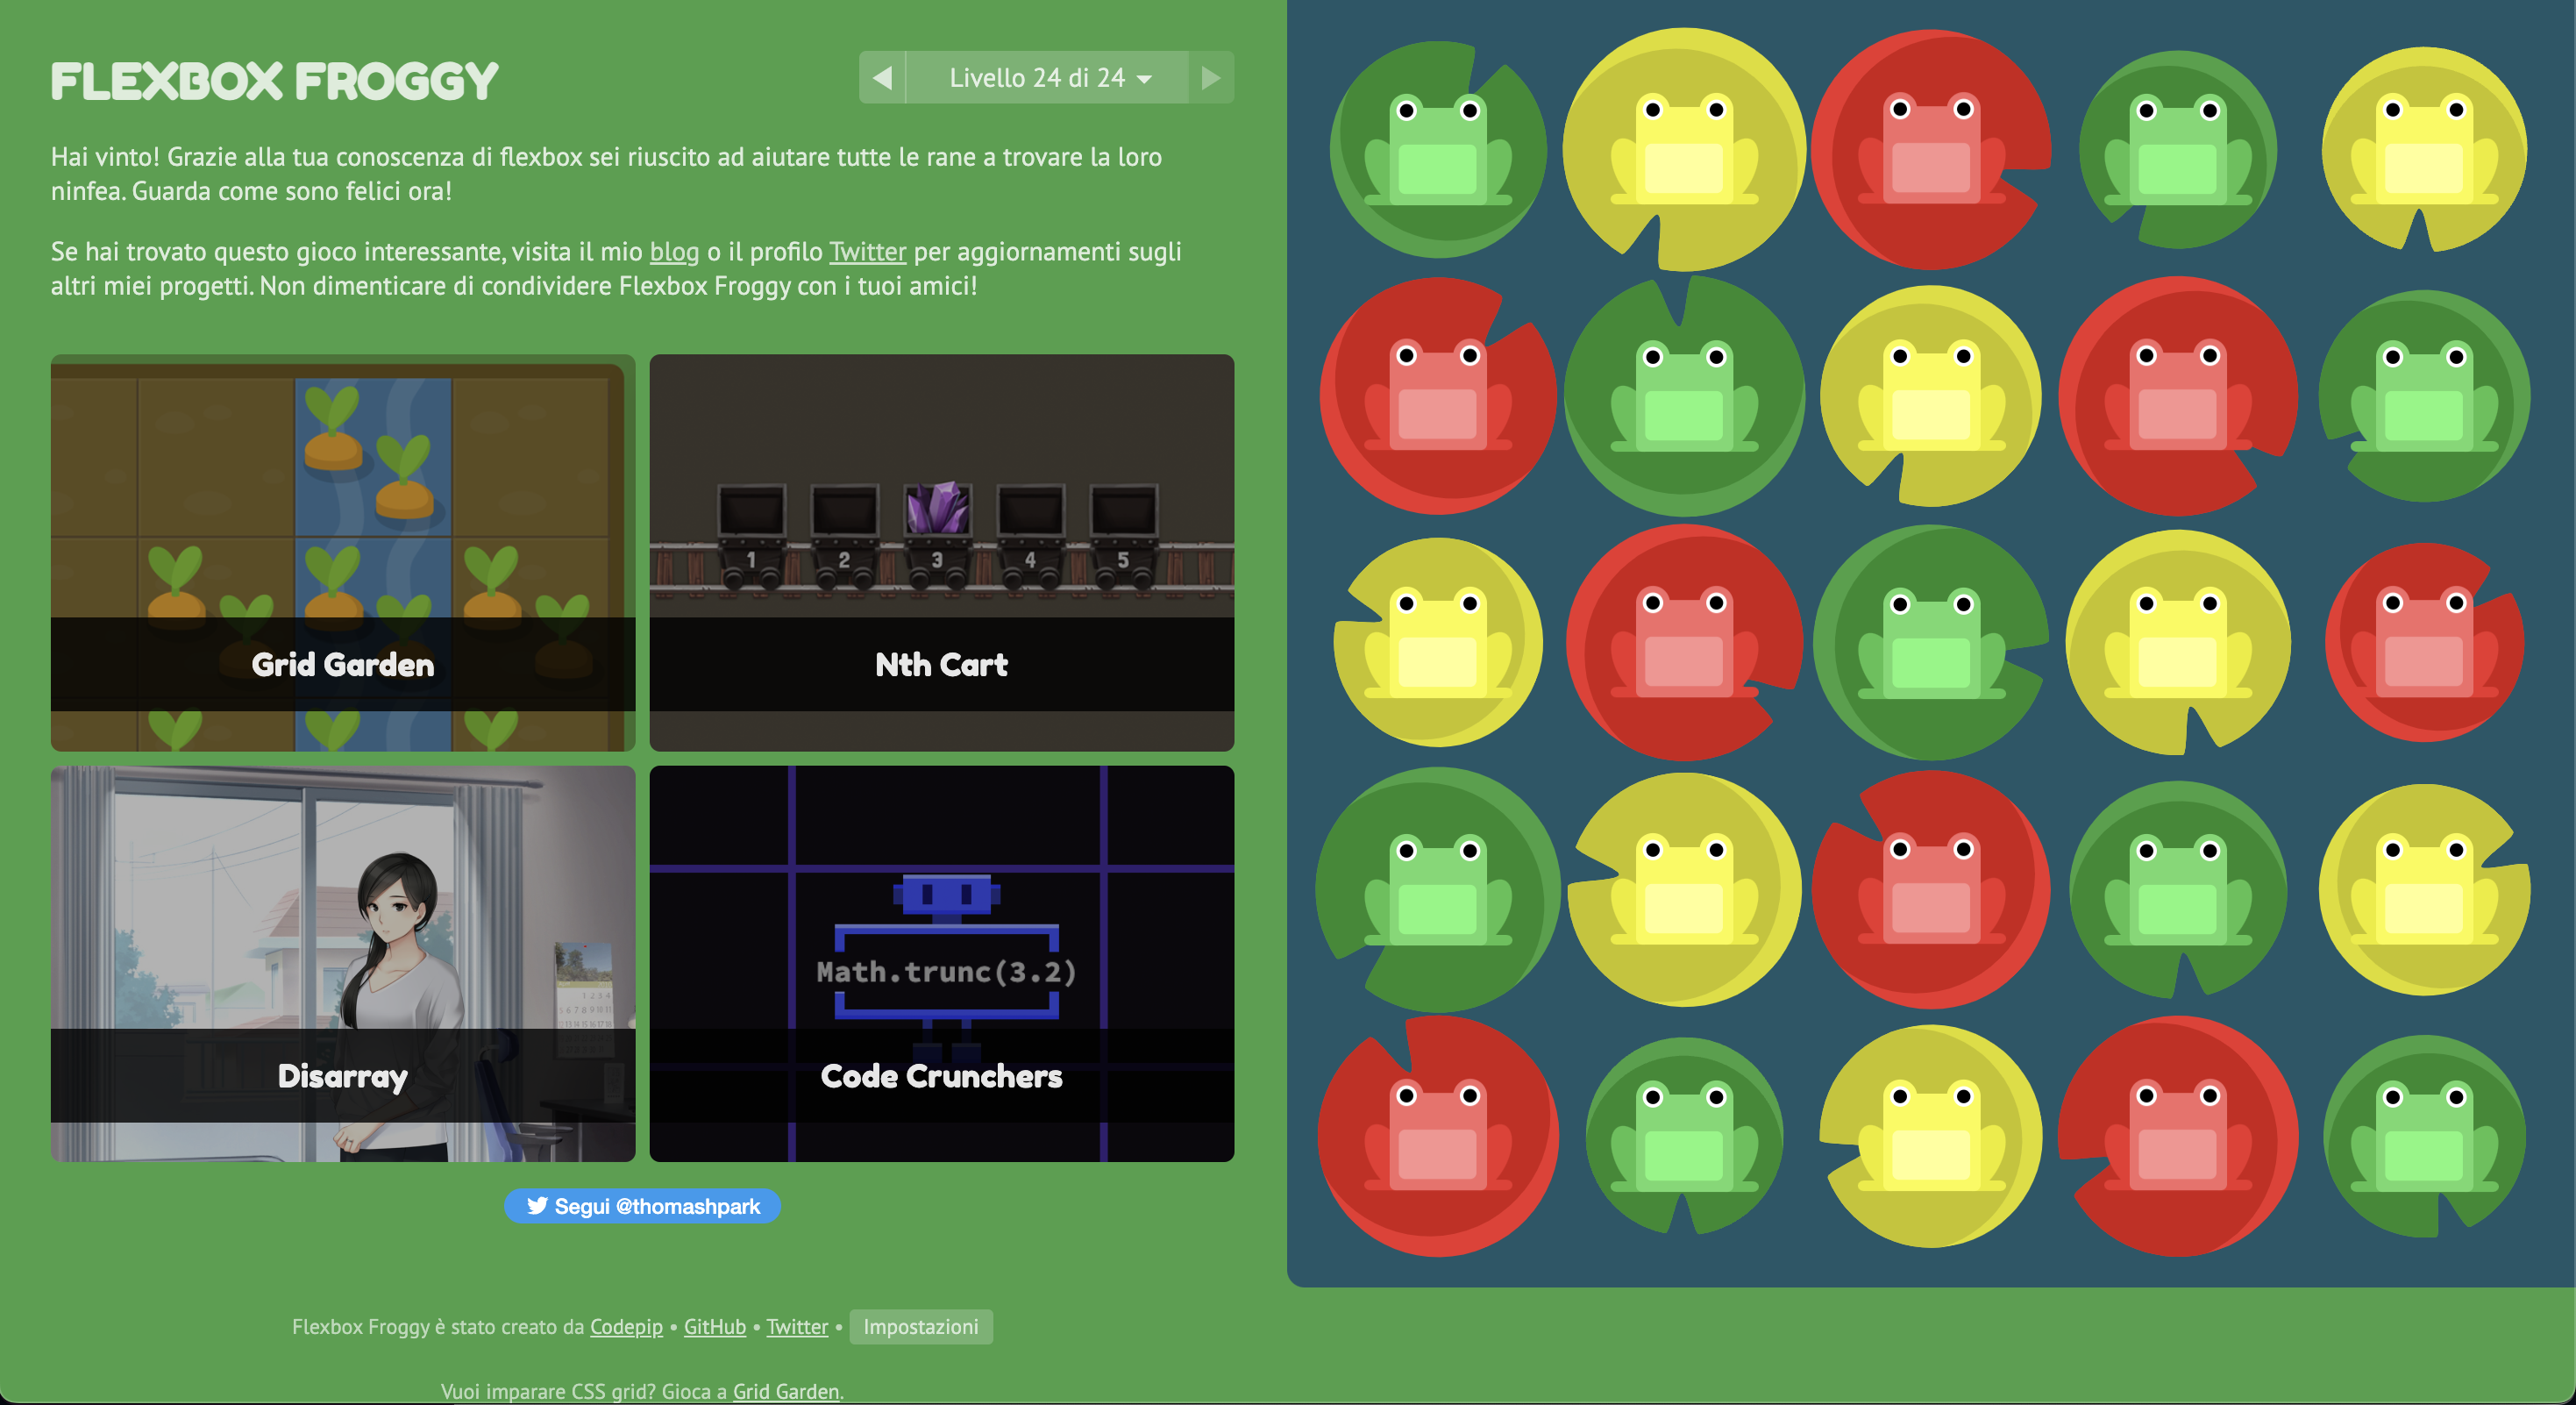 FLEXBOX FROGGY
Livello 24 di 24
Hai vinto! Grazie alla tua conoscenza di flexbox sei riuscito ad aiutare tutte le rane a trovare la loro
ninfea. Guarda come sono felici ora!
Se hai trovato questo gioco interessante, visita il mio blog o il profilo Twitter per aggiornamenti sugli
altri miei progetti. Non dimenticare di condividere Flexbox Froggy con i tuoi amici!
Grid Garden
1 2 3 4 5
Nth Cart
Disarray
Math.trunc(3.2)
Code Crunchers
Segui @thomashpark
Flexbox Froggy è stato creato da Codepip • GitHub • Twitter • Impostazioni
Vuoi imparare CSS grid? Gioca a Grid Garden.